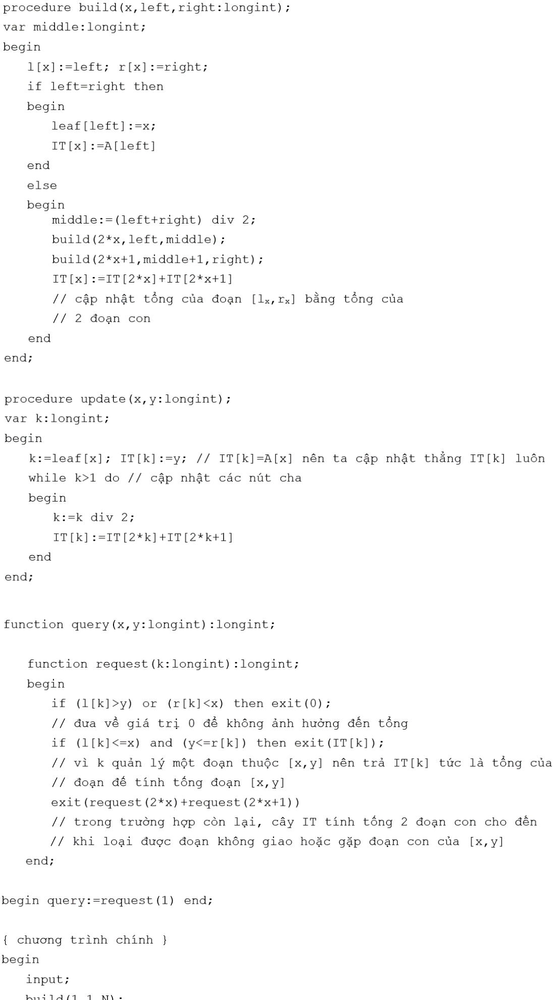 procedure build(x,left,right:longint);
var middle:longint;
begin
l[x]:=left; r[x]:=right;
if left=right then
begin
leaf[left]:=x;
IT[x]:=A[left]
end
else
begin
middle:=(left+right) div 2;
build(2*x,left,middle);
build(2*x+1,middle+1,right);
IT[x]:=IT[2*x]+IT[2*x+1]
// cập nhật tổng của đoạn [lₓ,rₓ] bằng tổng của
// 2 đoạn con
end
end;
procedure update(x,y:longint);
var k:longint;
begin
k:=leaf[x]; IT[k]:=y; // IT[k]=A[x] nên ta cập nhật thẳng IT[k] luôn
while k>1 do // cập nhật các nút cha
begin
k:=k div 2;
IT[k]:=IT[2*k]+IT[2*k+1]
end
end;
function query(x,y:longint):longint;
function request(k:longint):longint;
begin
if (l[k]>y) or (r[k]<x) then exit(0);
// đưa về giá trị 0 để không ảnh hưởng đến tổng
if (l[k]<=x) and (y<=r[k]) then exit(IT[k]);
// vì k quản lý một đoạn thuộc [x,y] nên trả IT[k] tức là tổng của
// đoạn để tính tổng đoạn [x,y]
exit(request(2*x)+request(2*x+1))
// trong trường hợp còn lại, cây IT tính tổng 2 đoạn con cho đến
// khi loại được đoạn không giao hoặc gặp đoạn con của [x,y]
end;
begin query:=request(1) end;
{ chương trình chính }
begin
input;
build(1,1,N);